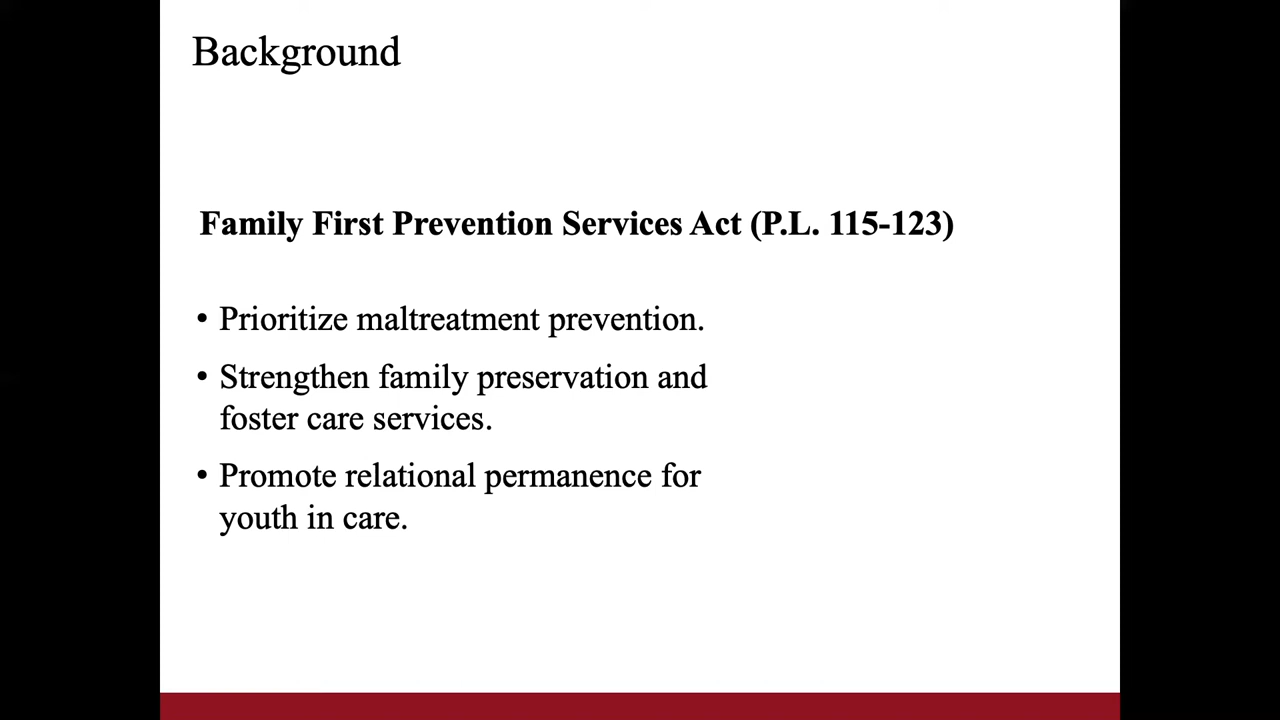 Background
Family First Prevention Services Act (P.L. 115-123)
• Prioritize maltreatment prevention.
• Strengthen family preservation and
foster care services.
• Promote relational permanence for
youth in care.